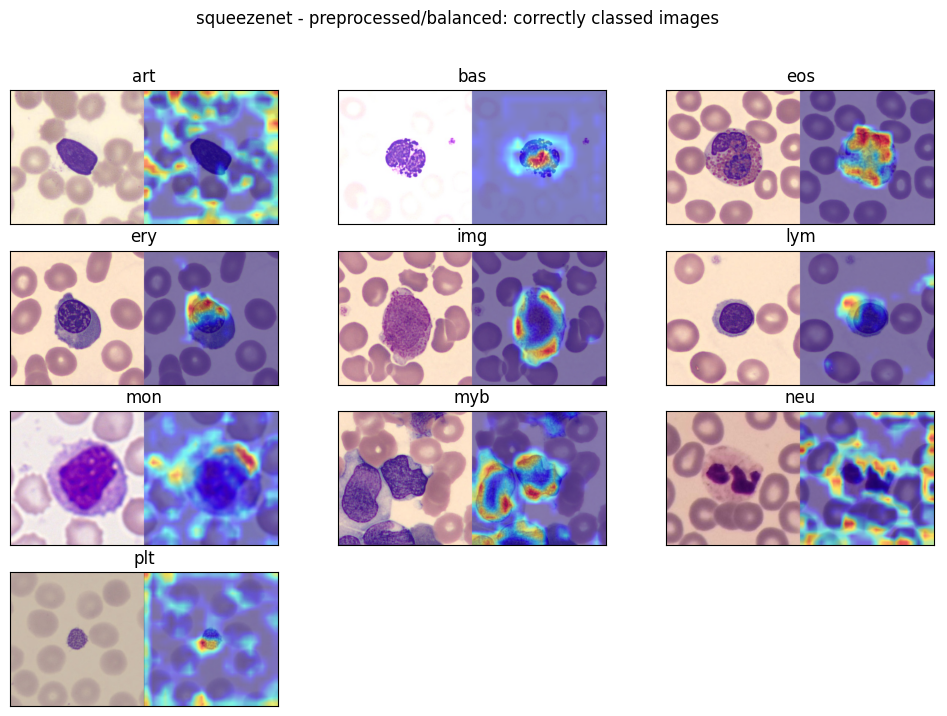 squeezenet - preprocessed/balanced: correctly classed images
art
bas
eos
ery
img
lym
mon
myb
neu
plt